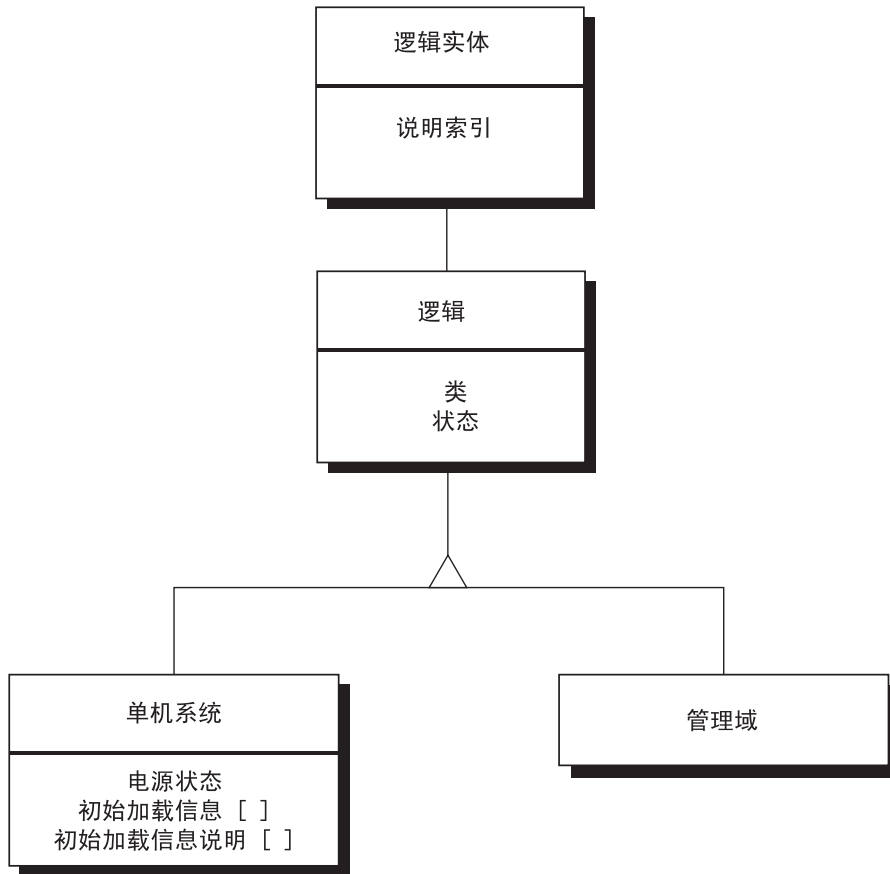 逻辑实体
说明索引
逻辑
类
状态
单机系统
电源状态
初始加载信息 [ ]
初始加载信息说明 [ ]
管理域